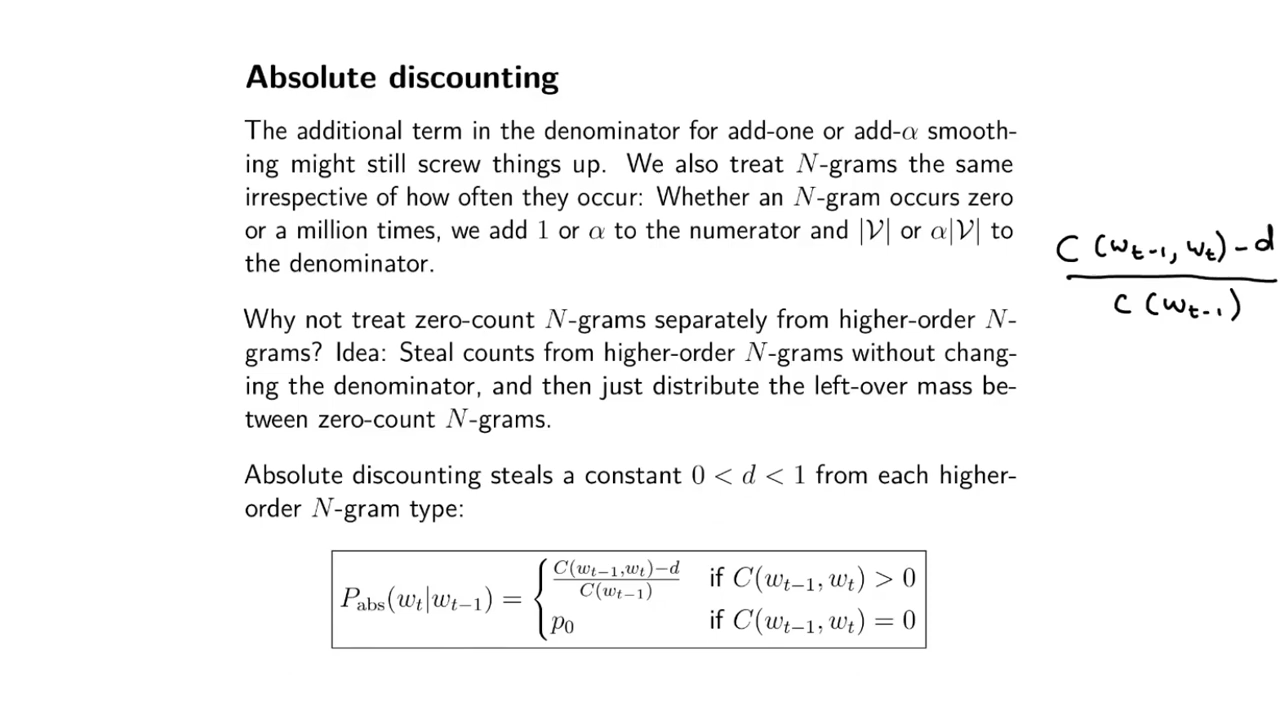 Absolute discounting
The additional term in the denominator for add-one or add-α smooth-
ing might still screw things up. We also treat N-grams the same
irrespective of how often they occur: Whether an N-gram occurs zero
or a million times, we add 1 or α to the numerator and |𝒱| or α|𝒱| to
the denominator.
C (w_{t-1}, w_t) - d
C (w_{t-1})
Why not treat zero-count N-grams separately from higher-order N-
grams? Idea: Steal counts from higher-order N-grams without chang-
ing the denominator, and then just distribute the left-over mass be-
tween zero-count N-grams.
Absolute discounting steals a constant 0 < d < 1 from each higher-
order N-gram type:
P_{abs}(w_t|w_{t-1}) = { \frac{C(w_{t-1},w_t)-d}{C(w_{t-1})} if C(w_{t-1}, w_t) > 0
p_0 if C(w_{t-1}, w_t) = 0